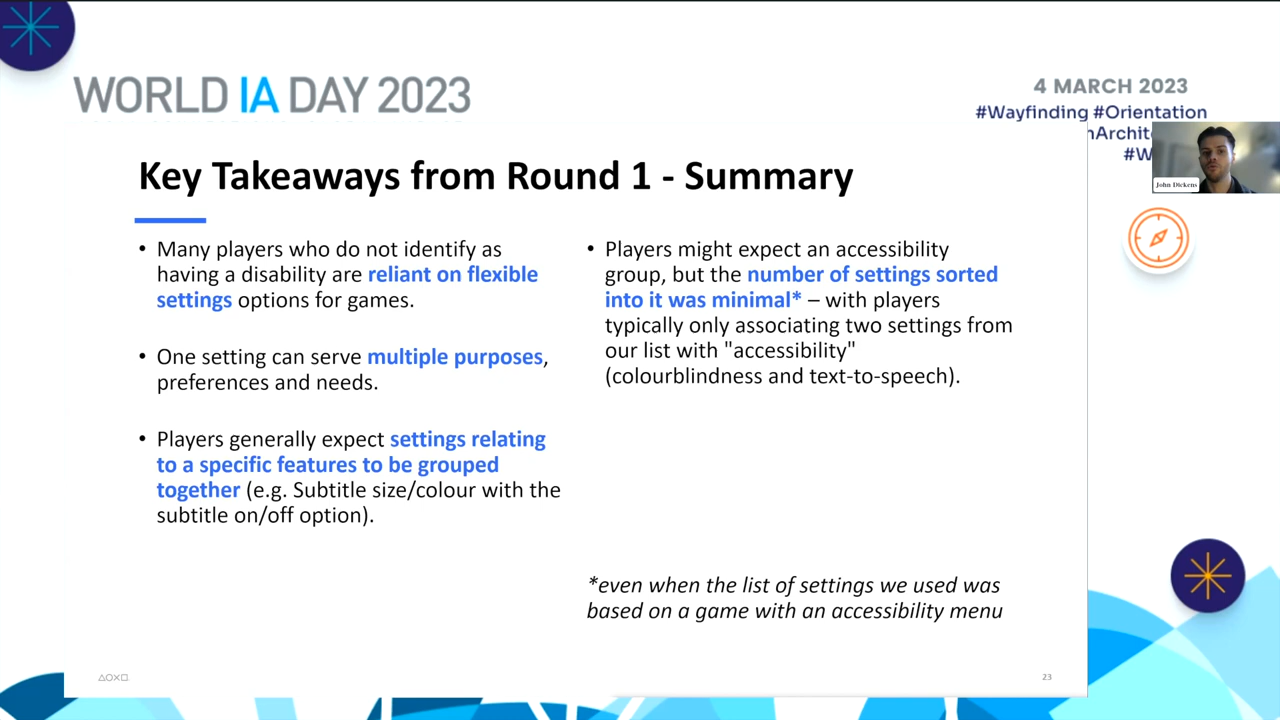 WORLD IA DAY 2023
4 MARCH 2023
#Wayfinding #Orientation
#W
John Dickens
Key Takeaways from Round 1 - Summary
• Many players who do not identify as
having a disability are reliant on flexible
settings options for games.
• One setting can serve multiple purposes,
preferences and needs.
• Players generally expect settings relating
to a specific features to be grouped
together (e.g. Subtitle size/colour with the
subtitle on/off option).
• Players might expect an accessibility
group, but the number of settings sorted
into it was minimal* – with players
typically only associating two settings from
our list with "accessibility"
(colourblindness and text-to-speech).
*even when the list of settings we used was
based on a game with an accessibility menu
23